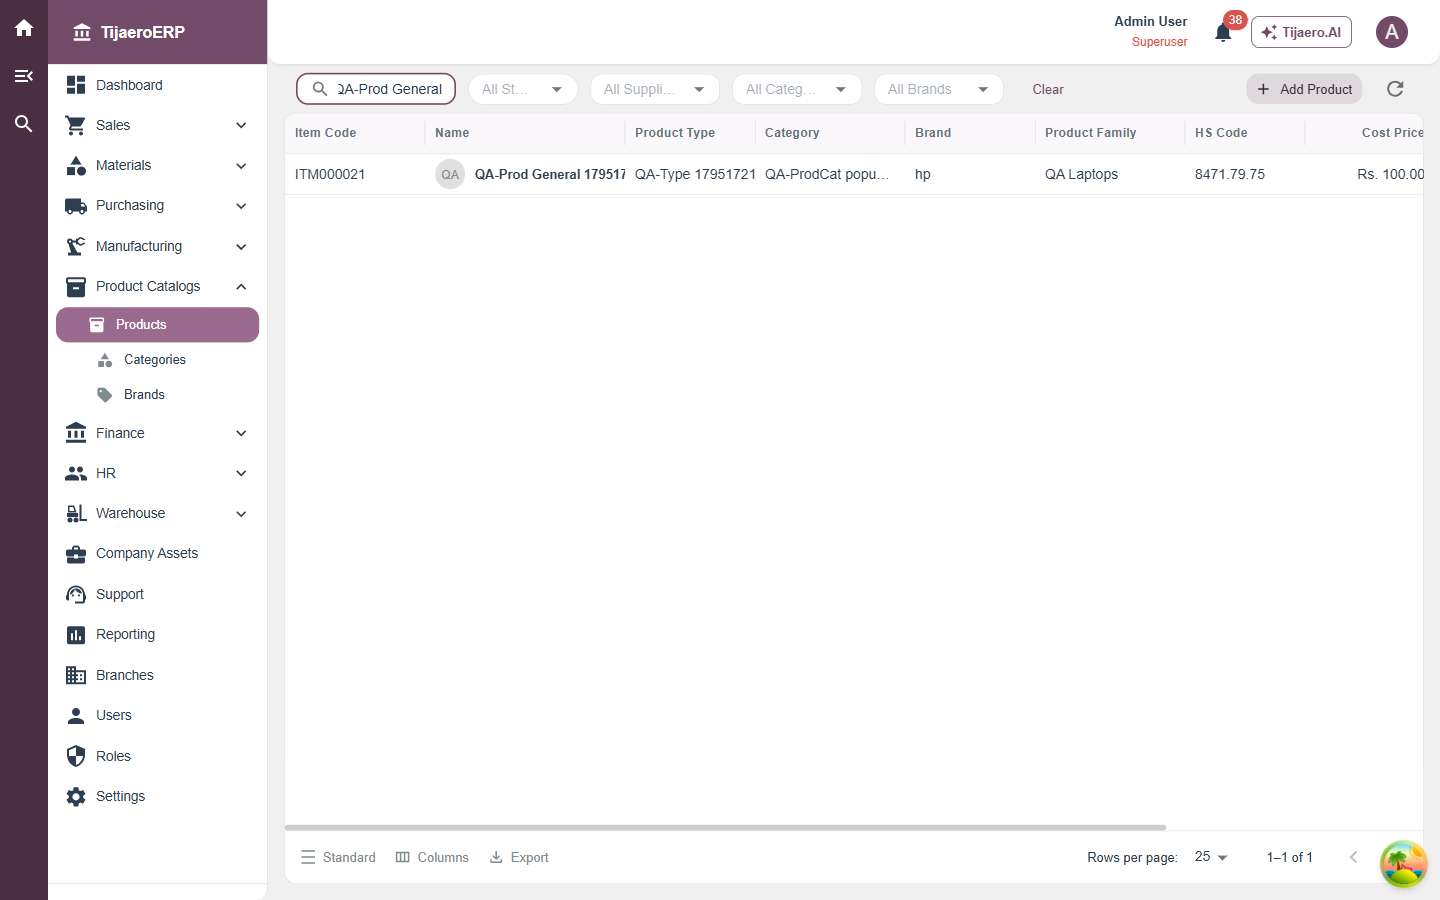 TijaeroERP
Admin User
Superuser
38
Tijaero.AI
A
Dashboard
Sales
Materials
Purchasing
Manufacturing
Product Catalogs
Products
Categories
Brands
Finance
HR
Warehouse
Company Assets
Support
Reporting
Branches
Users
Roles
Settings
QA-Prod General
All St...
All Suppli...
All Categ...
All Brands
Clear
Add Product
Item Code Name Product Type Category Brand Product Family HS Code Cost Price
ITM000021 QA QA-Prod General 179517 QA-Type 17951721 QA-ProdCat popu... hp QA Laptops 8471.79.75 Rs. 100.00
Standard Columns Export Rows per page: 25 1–1 of 1